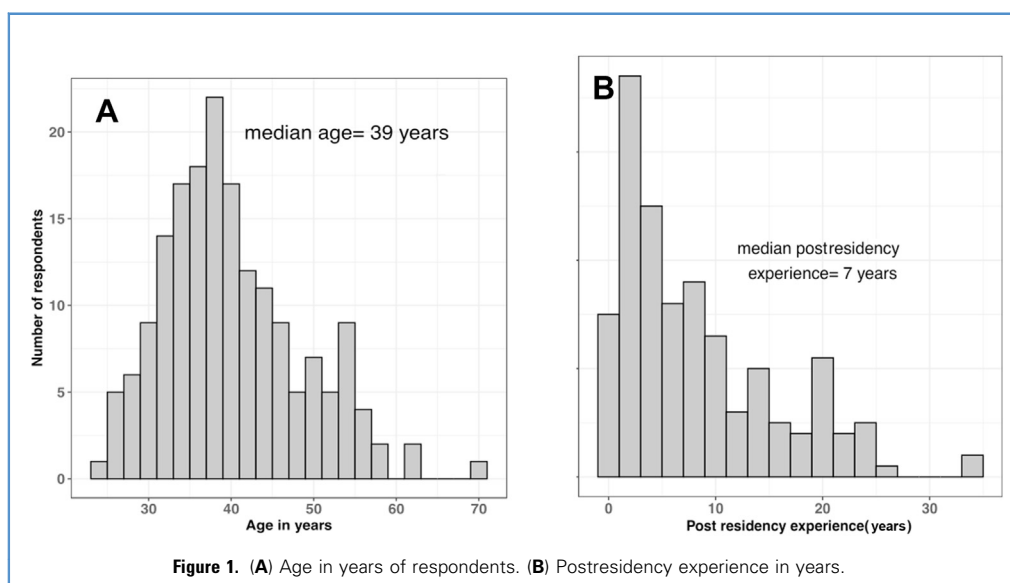 A
median age= 39 years
20
15
10
5
0
Number of respondents
30 40 50 60 70
Age in years
B
median postresidency
experience= 7 years
0 10 20 30
Post residency experience(years)
Figure 1. (A) Age in years of respondents. (B) Postresidency experience in years.